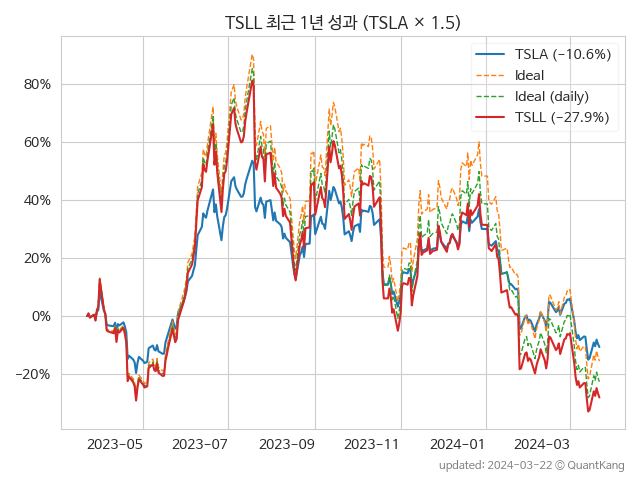 TSLL 최근 1년 성과 (TSLA × 1.5)
TSLA (−10.6%)
Ideal
Ideal (daily)
TSLL (−27.9%)
80%
60%
40%
20%
0%
−20%
2023−05
2023−07
2023−09
2023−11
2024−01
2024−03
updated: 2024−03−22 © QuantKang